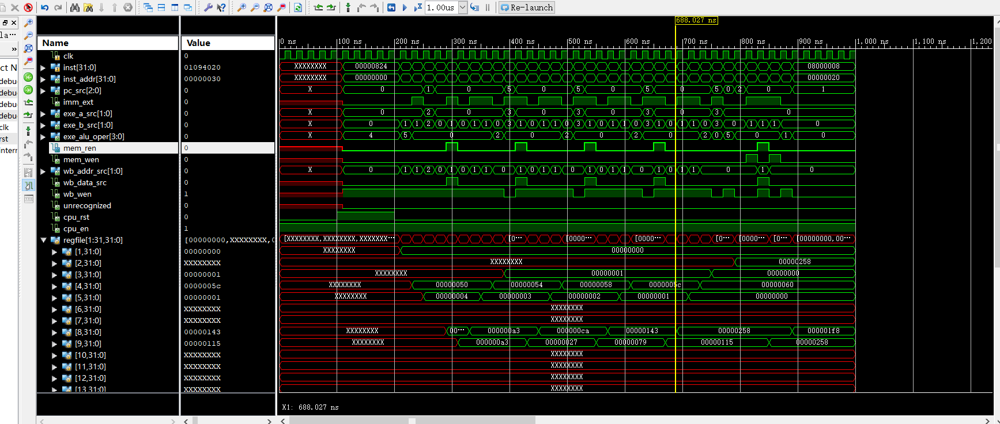 1.00us
Re-launch
688.027 ns
la…
»
Name
Value
0 ns 100 ns 200 ns 300 ns 400 ns 500 ns 600 ns 700 ns 800 ns 900 ns 1,000 ns 1,100 ns 1,200
clk 0
ct N
inst[31:0] 01094020 XXXXXXXX 00000824 08000008
debu
inst_addr[31:0] 00000030 XXXXXXXX 00000000 00000020
debu
pc_src[2:0] 0 X 0 1 0 5 0 5 0 5 0 5 0 2 0 1
imm_ext 0
debu
exe_a_src[1:0] 0 X 0 2 0 3 0 3 0 3 0 3 0
debu
exe_b_src[1:0] 0 X 0 1 1 2 0 1 0 1 1 0 3 1 0 1 1 0 3 1 0 1 1 0 3 1 0 1 1 0 3 0 1 1 1 0
clk
exe_alu_oper[3:0] 0 X 4 5 0 2 0 2 0 2 0 2 0 5 0 1 0
rst
mem_ren 0
interr
mem_wen 0
wb_addr_src[1:0] 0 X 0 1 1 2 0 1 0 1 1 0 1 0 1 1 0 1 0 1 1 0 1 0 1 1 0 1 0
wb_data_src 0
wb_wen 1
unrecognized 0
cpu_rst 0
cpu_en 1
regfile[1:31,31:0] [00000000,XXXXXXXX,0 [XXXXXXXX,XXXXXXXX,XXXXXXX… [0… [0000… [0000… [0… [0000… [0… [00000000,00…
[1,31:0] 00000000 XXXXXXXX 00000000
[2,31:0] XXXXXXXX XXXXXXXX 00000258
[3,31:0] 00000001 XXXXXXXX 00000001 00000000
[4,31:0] 0000005c XXXXXXXX 00000050 00000054 00000058 0000005c 00000060
[5,31:0] 00000001 XXXXXXXX 00000004 00000003 00000002 00000001 00000000
[6,31:0] XXXXXXXX XXXXXXXX
[7,31:0] XXXXXXXX XXXXXXXX
[8,31:0] 00000143 XXXXXXXX 00… 000000a3 000000ca 00000143 00000258 000001f8
[9,31:0] 00000115 XXXXXXXX 000000a3 00000027 00000079 00000115 00000258
[10,31:0] XXXXXXXX XXXXXXXX
[11,31:0] XXXXXXXX XXXXXXXX
[12,31:0] XXXXXXXX XXXXXXXX
[13,31:0] XXXXXXXX XXXXXXXX
X1: 688.027 ns